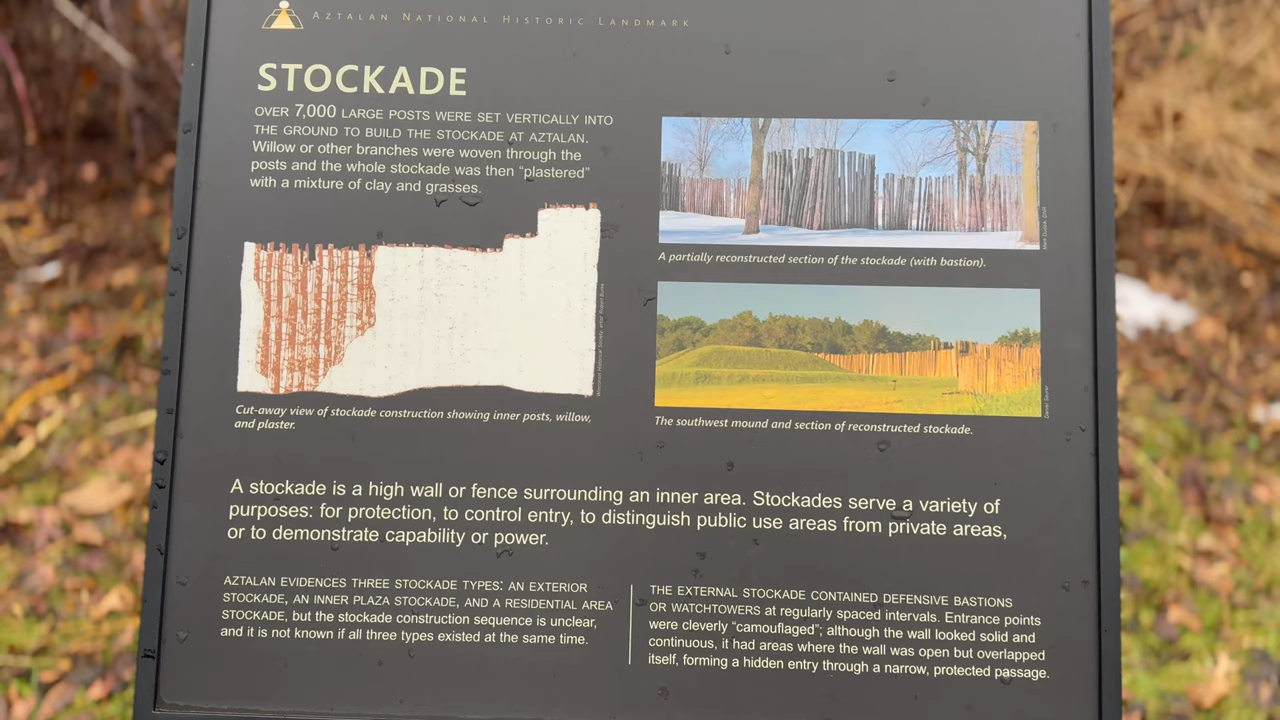 AZTALAN NATIONAL HISTORIC LANDMARK
STOCKADE
OVER 7,000 LARGE POSTS WERE SET VERTICALLY INTO
THE GROUND TO BUILD THE STOCKADE AT AZTALAN.
Willow or other branches were woven through the
posts and the whole stockade was then “plastered”
with a mixture of clay and grasses.
Cut-away view of stockade construction showing inner posts, willow,
and plaster.
A partially reconstructed section of the stockade (with bastion).
The southwest mound and section of reconstructed stockade.
A stockade is a high wall or fence surrounding an inner area. Stockades serve a variety of
purposes: for protection, to control entry, to distinguish public use areas from private areas,
or to demonstrate capability or power.
AZTALAN EVIDENCES THREE STOCKADE TYPES: AN EXTERIOR
STOCKADE, AN INNER PLAZA STOCKADE, AND A RESIDENTIAL AREA
STOCKADE, but the stockade construction sequence is unclear,
and it is not known if all three types existed at the same time.
THE EXTERNAL STOCKADE CONTAINED DEFENSIVE BASTIONS
OR WATCHTOWERS at regularly spaced intervals. Entrance points
were cleverly “camouflaged”; although the wall looked solid and
continuous, it had areas where the wall was open but overlapped
itself, forming a hidden entry through a narrow, protected passage.